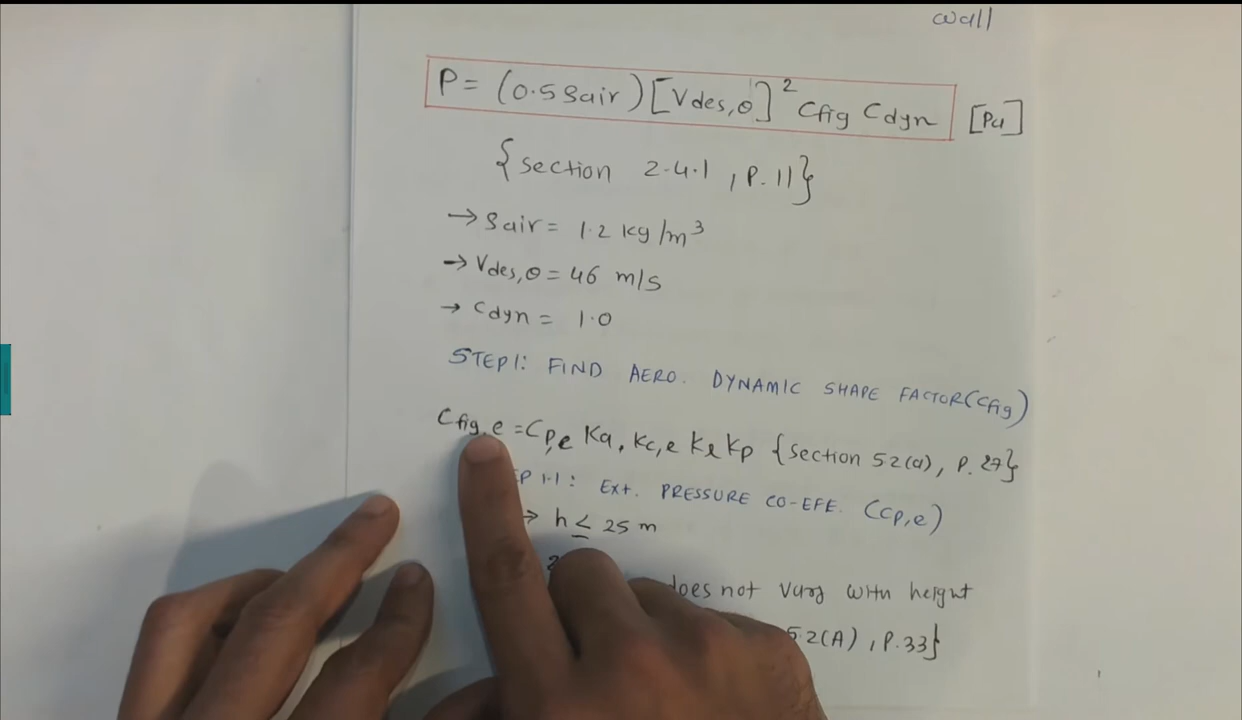 wall
P = (0.5 ρair) [Vdes,θ]² Cfig Cdyn [Pa]
{section 2.4.1, P.11}
→ ρair = 1.2 kg/m³
→ Vdes,θ = 46 m/s
→ Cdyn = 1.0
STEP1: FIND AERO. DYNAMIC SHAPE FACTOR (Cfig)
Cfig,e = Cp,e Ka, Kc,e Kℓ Kp {section 5.2(a), P.27}
P 1.1: Ext. PRESSURE CO-EFE. (Cp,e)
→ h ≤ 25 m
does not vary with height
5.2(A), P.33}